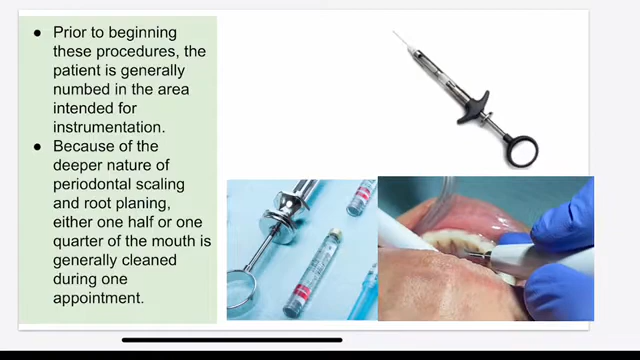 ● Prior to beginning
these procedures, the
patient is generally
numbed in the area
intended for
instrumentation.
● Because of the
deeper nature of
periodontal scaling
and root planing,
either one half or one
quarter of the mouth is
generally cleaned
during one
appointment.